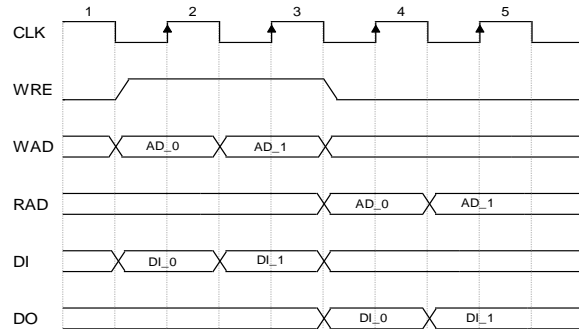 1 2 3 4 5
CLK
WRE
WAD AD_0 AD_1
RAD AD_0 AD_1
DI DI_0 DI_1
DO DI_0 DI_1